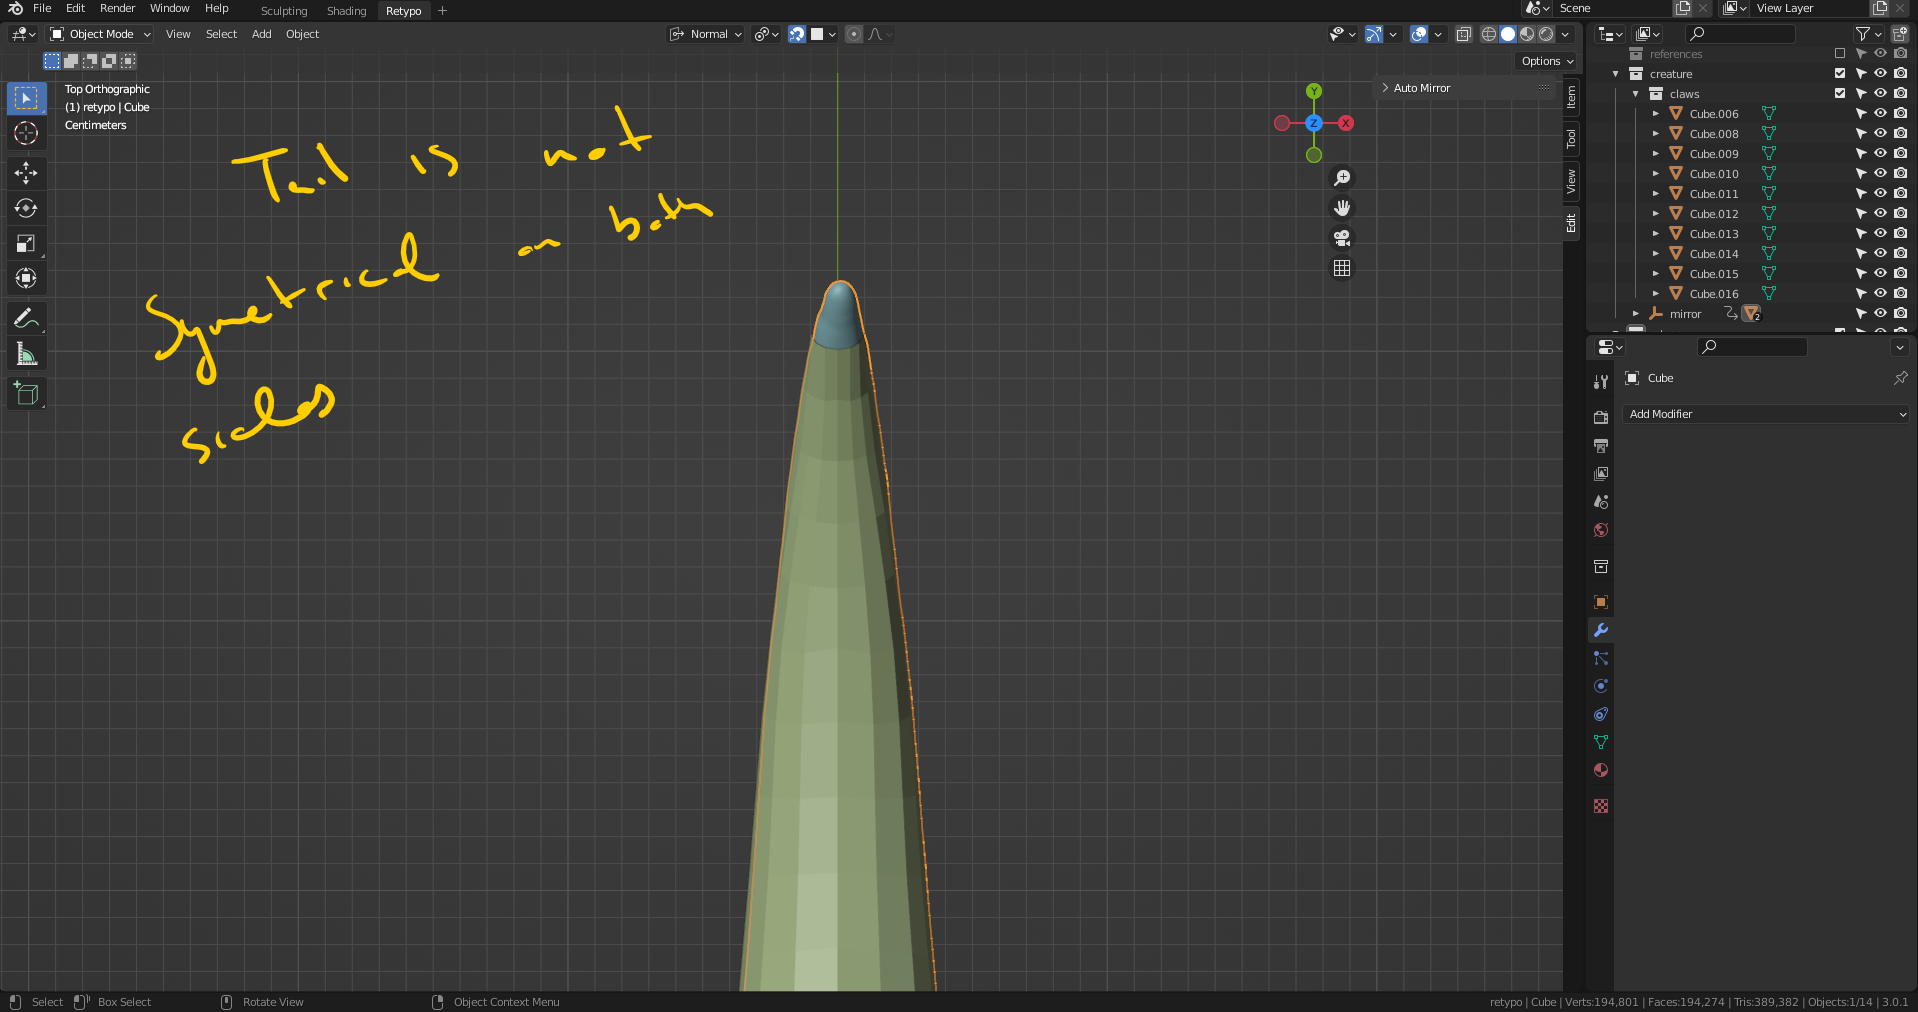 File Edit Render Window Help Sculpting Shading Retypo + Scene View Layer
Object Mode View Select Add Object Normal
Options
Top Orthographic
(1) retypo | Cube
Centimeters
Auto Mirror
Item
Tool
View
Edit
Y
Z X
Tail is not
Symetrical on both
sides
references
creature
claws
Cube.006
Cube.008
Cube.009
Cube.010
Cube.011
Cube.012
Cube.013
Cube.014
Cube.015
Cube.016
mirror 2
Cube
Add Modifier
Select Box Select Rotate View Object Context Menu retypo | Cube | Verts:194,801 | Faces:194,274 | Tris:389,382 | Objects:1/14 | 3.0.1